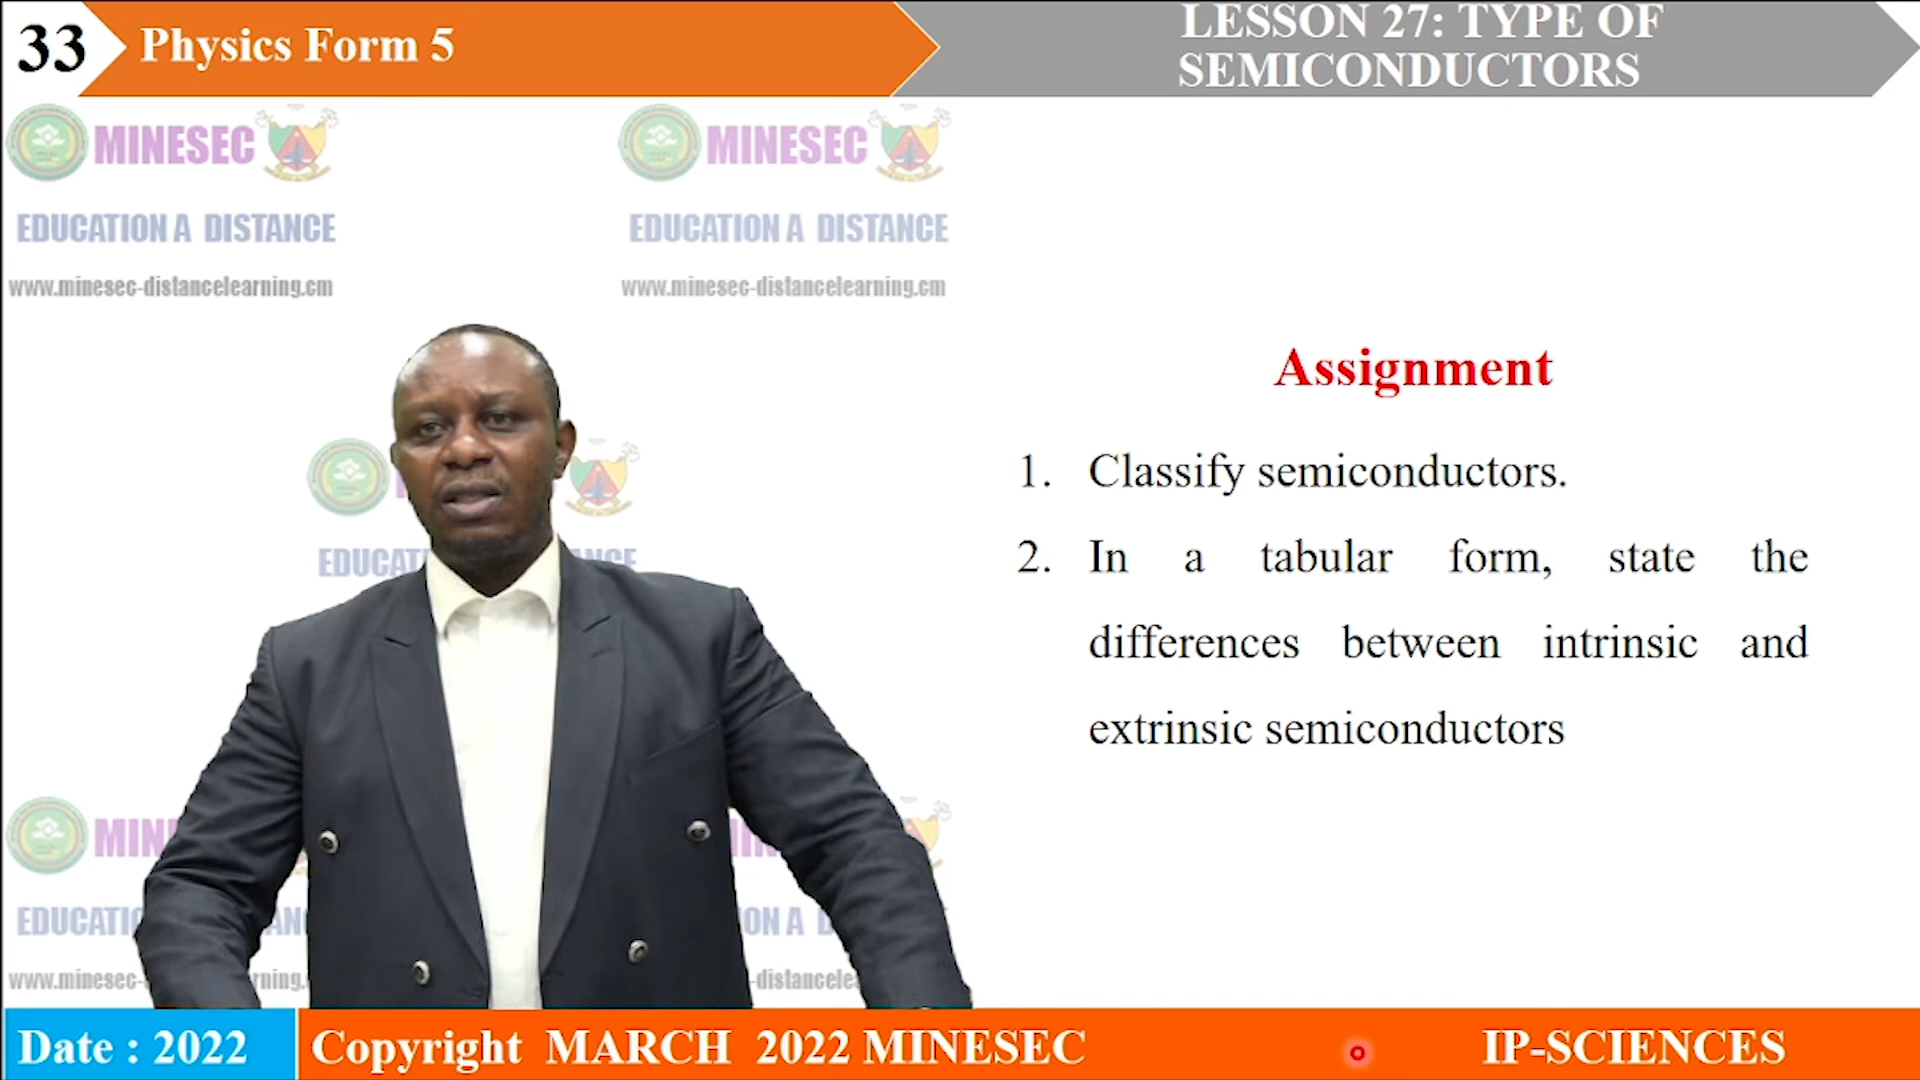 33
Physics Form 5
LESSON 27: TYPE OF
SEMICONDUCTORS
MINESEC
MINESEC
EDUCATION A DISTANCE
EDUCATION A DISTANCE
www.minesec-distancelearning.cm
www.minesec-distancelearning.cm
Assignment
1. Classify semiconductors.
2. In a tabular form, state the
differences between intrinsic and
extrinsic semiconductors
Date : 2022
Copyright MARCH 2022 MINESEC
IP-SCIENCES